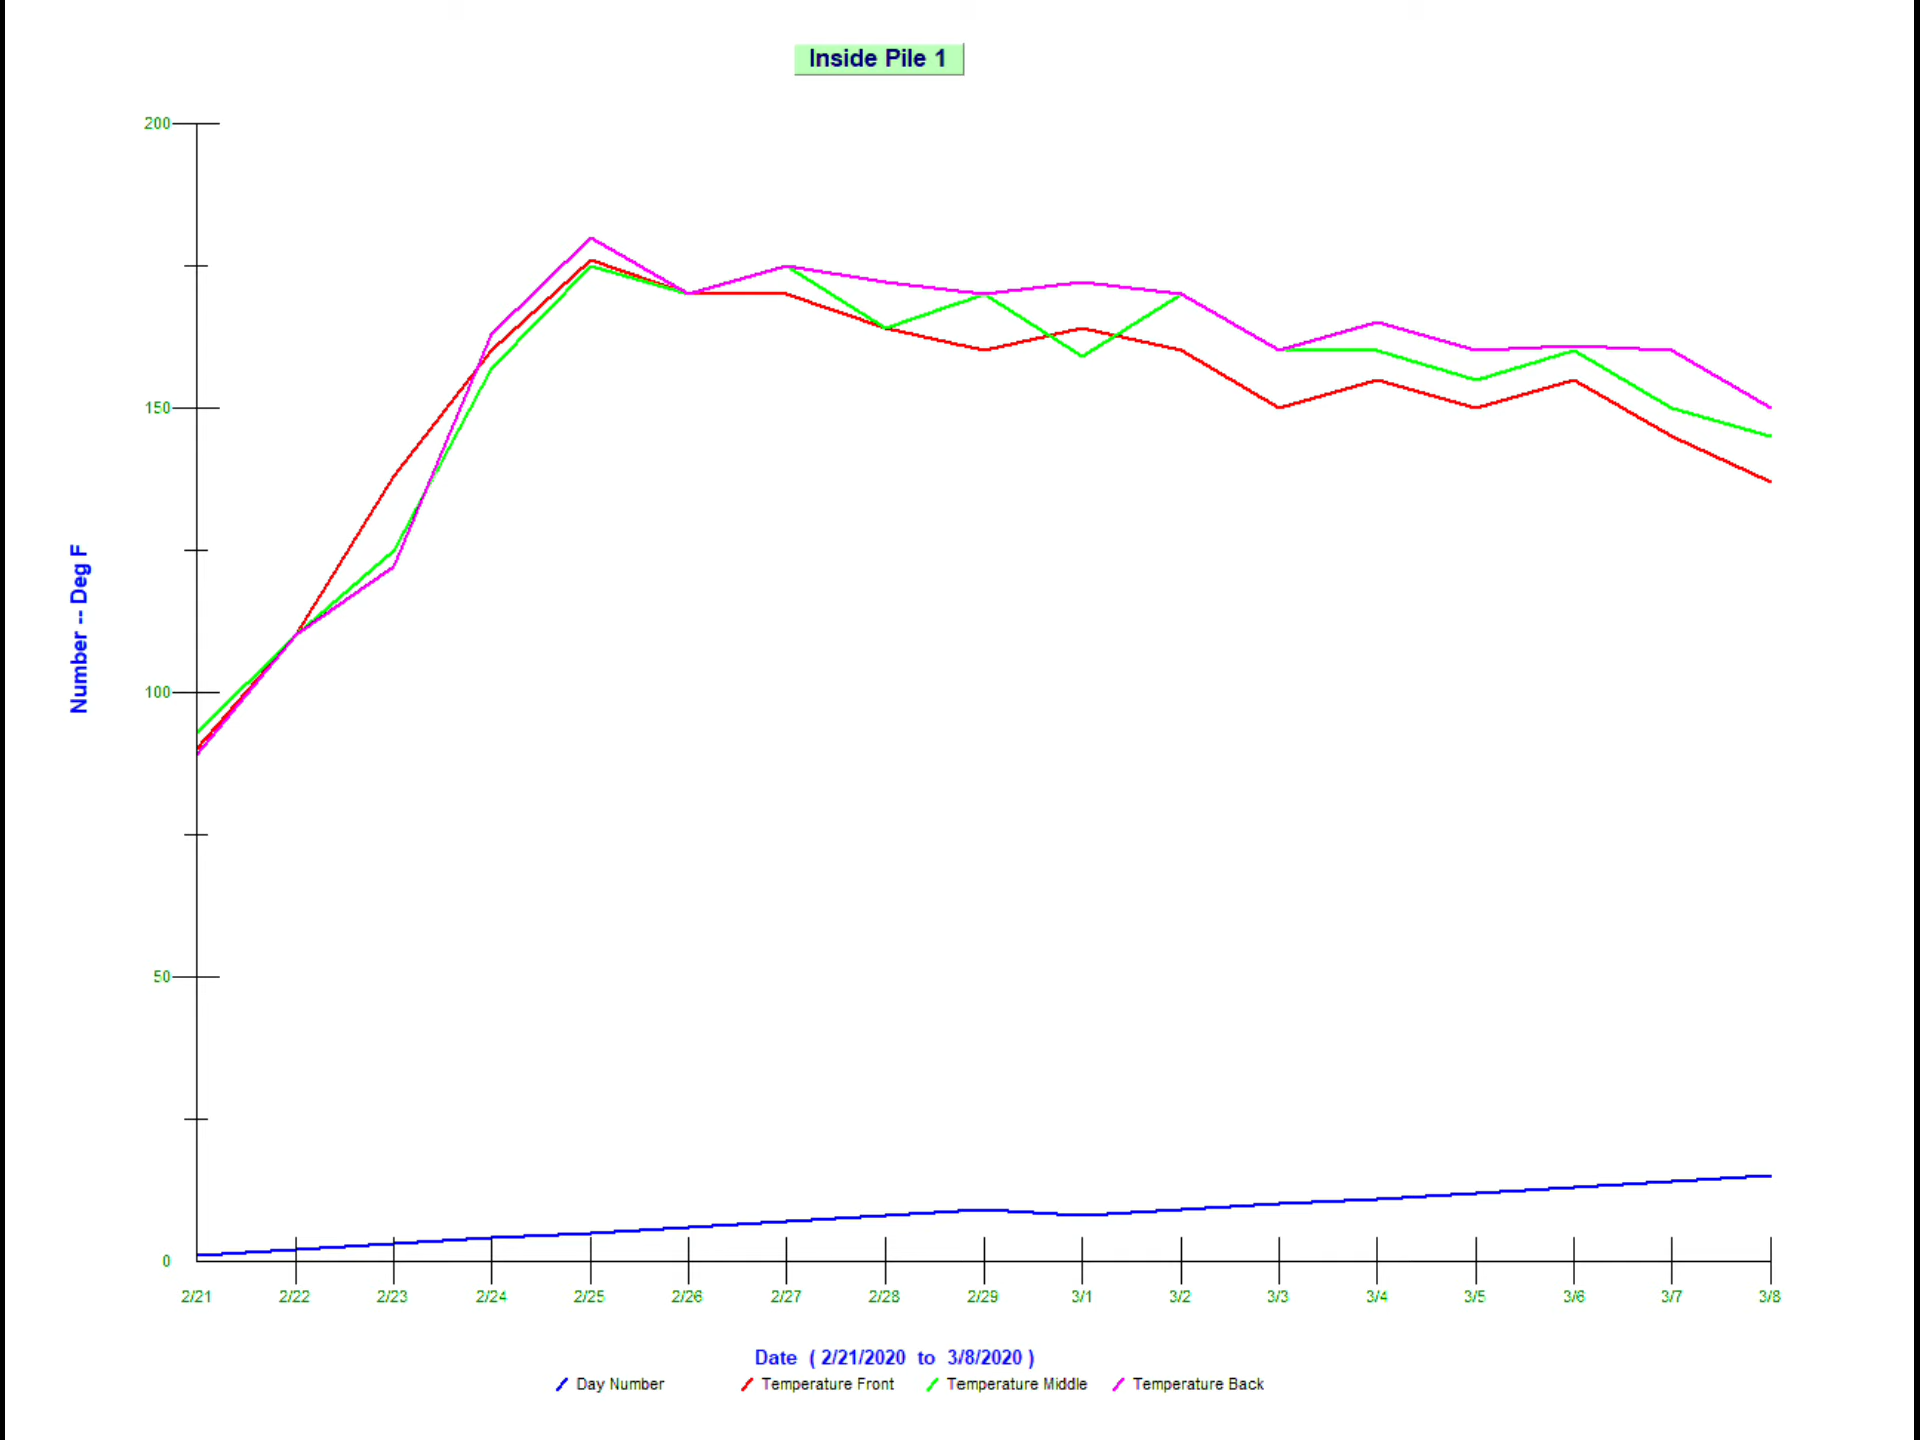 Inside Pile 1
200
150
100
50
0
Number -- Deg F
2/21 2/22 2/23 2/24 2/25 2/26 2/27 2/28 2/29 3/1 3/2 3/3 3/4 3/5 3/6 3/7 3/8
Date ( 2/21/2020 to 3/8/2020 )
Day Number Temperature Front Temperature Middle Temperature Back